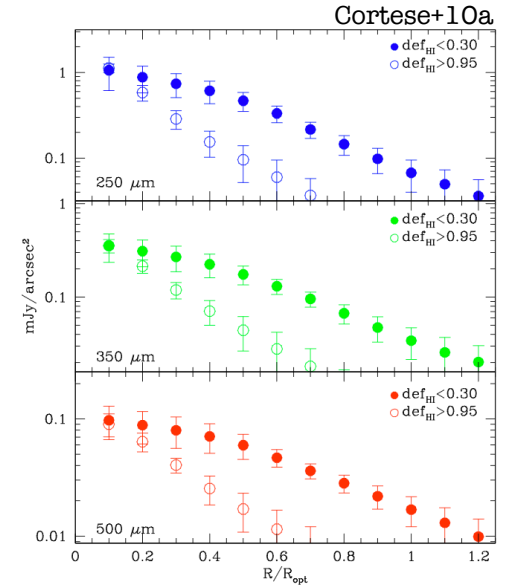 Cortese+10a
def_HI<0.30
def_HI>0.95
1
0.1
250 μm
1
def_HI<0.30
def_HI>0.95
mJy/arcsec²
0.1
350 μm
def_HI<0.30
def_HI>0.95
0.1
500 μm
0.01
0 0.2 0.4 0.6 0.8 1 1.2
R/R_opt